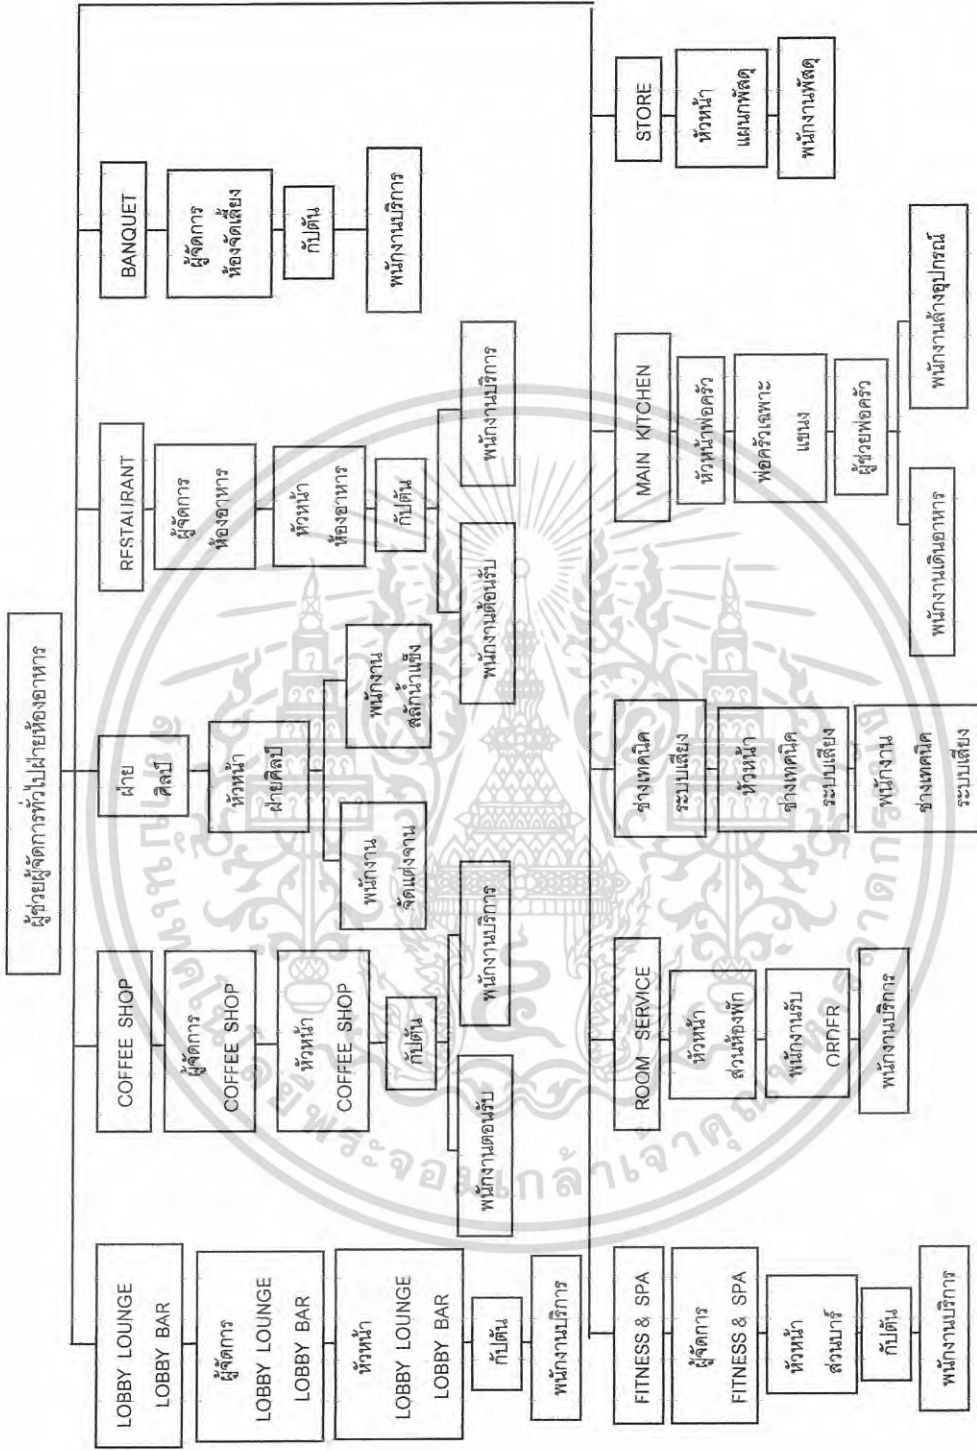 ผู้ช่วยผู้จัดการทั่วไปฝ่ายห้องอาหาร
LOBBY LOUNGE
LOBBY BAR
ผู้จัดการ
LOBBY LOUNGE
LOBBY BAR
หัวหน้า
LOBBY LOUNGE
LOBBY BAR
กัปตัน
พนักงานบริการ
COFFEE SHOP
ผู้จัดการ
COFFEE SHOP
หัวหน้า
COFFEE SHOP
กัปตัน
พนักงานตอนรับ
พนักงานบริการ
ฝ่าย
ศิลป์
หัวหน้า
ฝ่ายศิลป์
พนักงาน
จัดแต่งจาน
พนักงาน
สลักน้ำแข็ง
RESTAURANT
ผู้จัดการ
ห้องอาหาร
หัวหน้า
ห้องอาหาร
กัปตัน
พนักงานต้อนรับ
พนักงานบริการ
BANQUET
ผู้จัดการ
ห้องจัดเลี้ยง
กัปตัน
พนักงานบริการ
FITNESS & SPA
ผู้จัดการ
FITNESS & SPA
หัวหน้า
ส่วนบาร์
กัปตัน
พนักงานบริการ
ROOM SERVICE
หัวหน้า
ส่วนห้องพัก
พนักงานรับ
ORDER
พนักงานบริการ
ช่างเทคนิค
ระบบเสียง
หัวหน้า
ช่างเทคนิค
ระบบเสียง
พนักงาน
ช่างเทคนิค
ระบบเสียง
MAIN KITCHEN
หัวหน้าพ่อครัว
พ่อครัวเฉพาะ
แขนง
ผู้ช่วยพ่อครัว
พนักงานเดินอาหาร
พนักงานล้างอุปกรณ์
STORE
หัวหน้า
แผนกพัสดุ
พนักงานพัสดุ